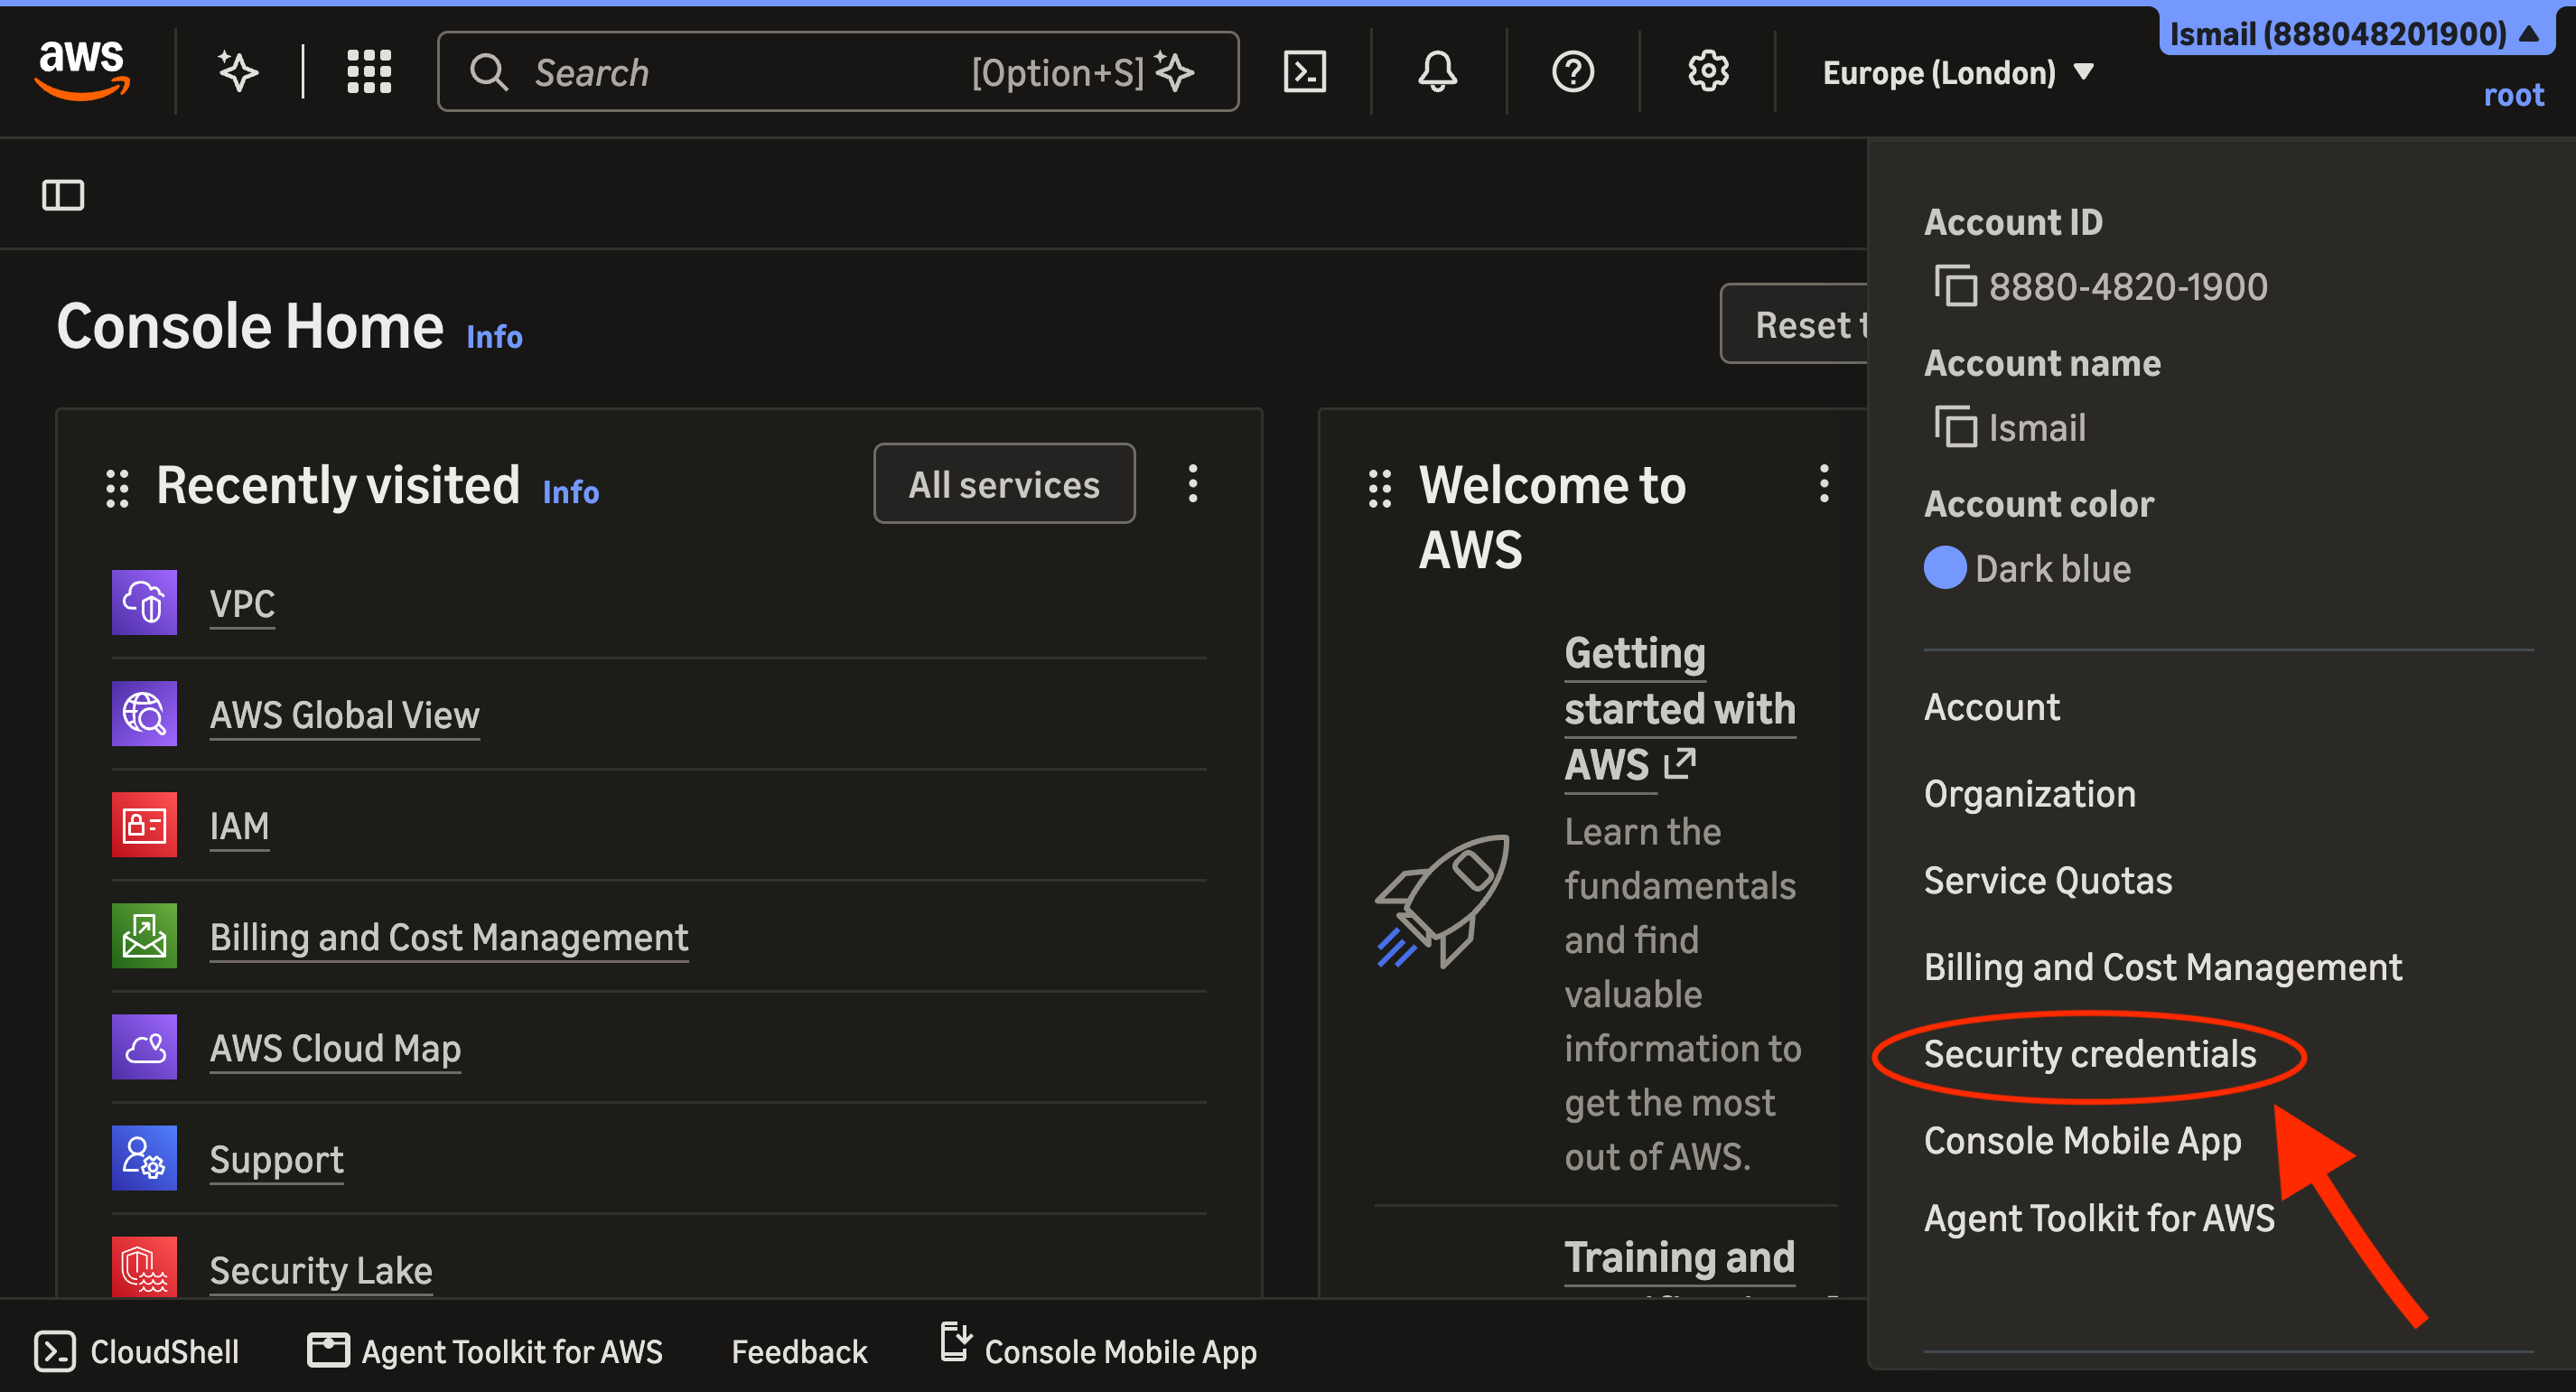 aws
Search
[Option+S]
Europe (London)
Ismail (888048201900)
root
Account ID
8880-4820-1900
Account name
Ismail
Account color
Dark blue
Account
Organization
Service Quotas
Billing and Cost Management
Security credentials
Console Mobile App
Agent Toolkit for AWS
Console Home
Info
Reset t
Recently visited
Info
All services
VPC
AWS Global View
IAM
Billing and Cost Management
AWS Cloud Map
Support
Security Lake
Welcome to
AWS
Getting
started with
AWS
Learn the
fundamentals
and find
valuable
information to
get the most
out of AWS.
Training and
CloudShell
Agent Toolkit for AWS
Feedback
Console Mobile App